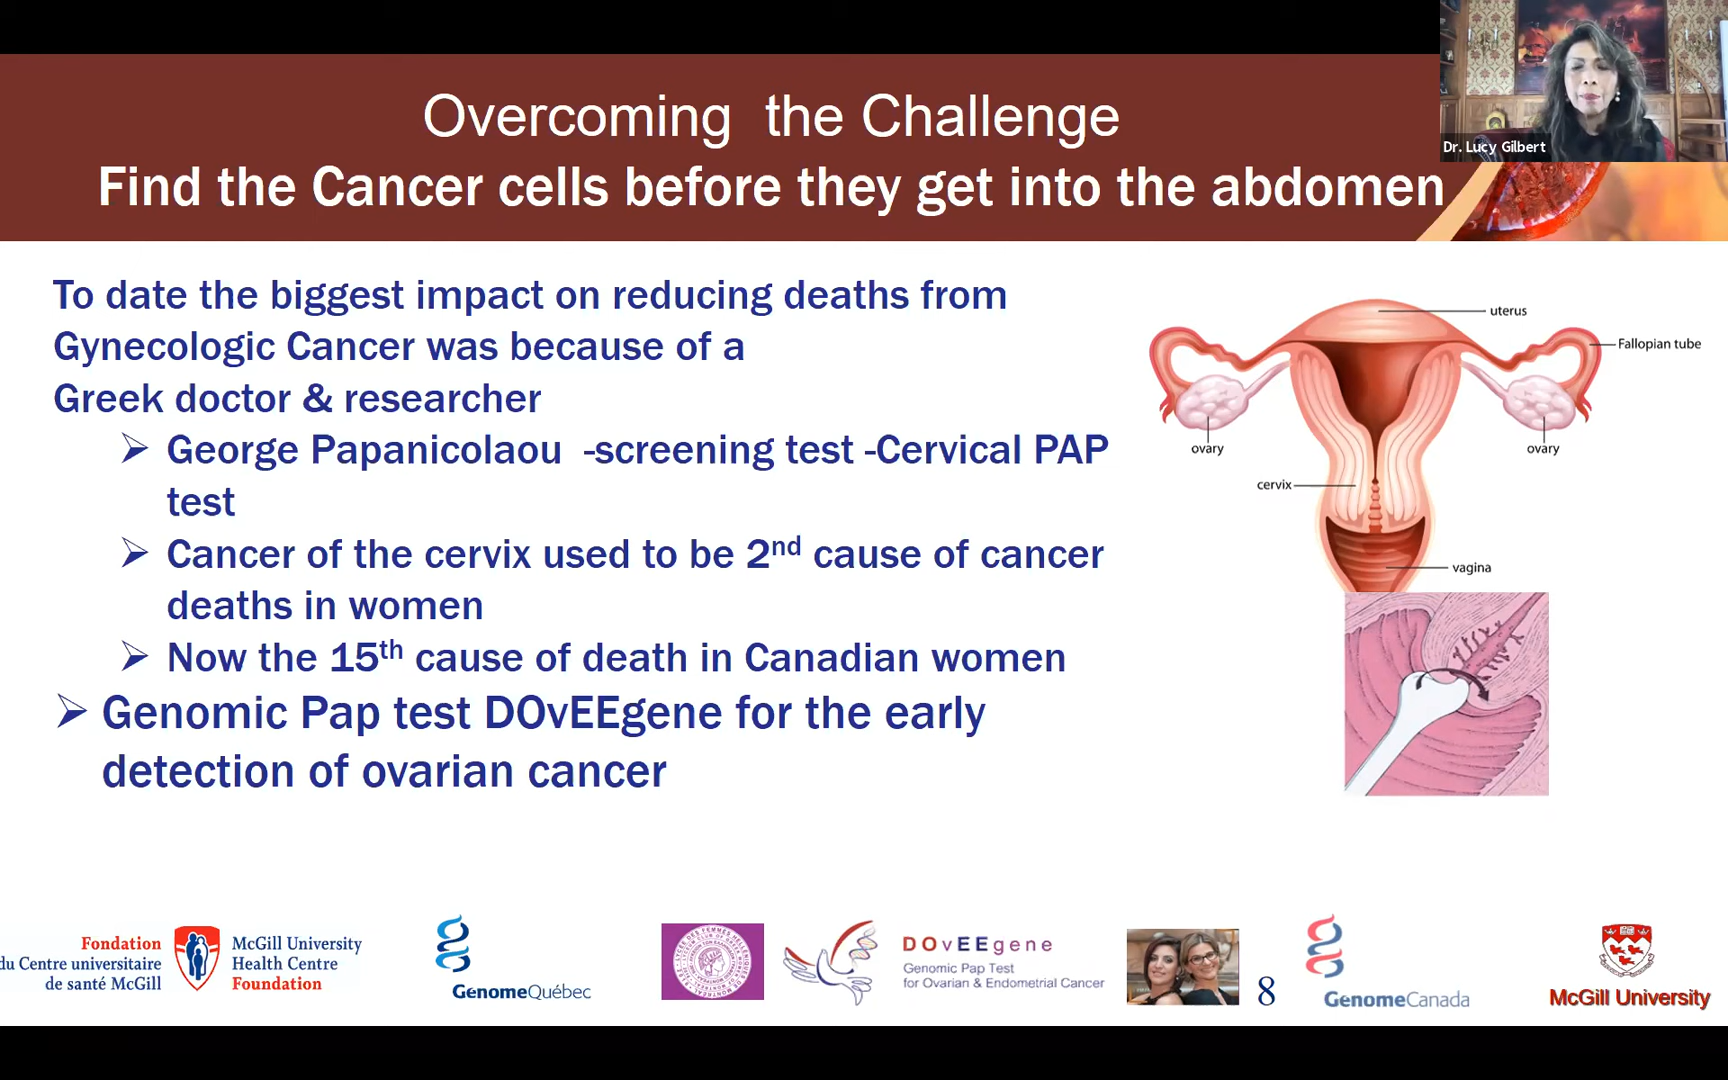 Overcoming the Challenge
Find the Cancer cells before they get into the abdomen
Dr. Lucy Gilbert
To date the biggest impact on reducing deaths from
Gynecologic Cancer was because of a
Greek doctor & researcher
➢ George Papanicolaou -screening test -Cervical PAP
test
➢ Cancer of the cervix used to be 2nd cause of cancer
deaths in women
➢ Now the 15th cause of death in Canadian women
➢ Genomic Pap test DOvEEgene for the early
detection of ovarian cancer
uterus
Fallopian tube
ovary
ovary
cervix
vagina
Fondation
du Centre universitaire
de santé McGill
McGill University
Health Centre
Foundation
GenomeQuébec
DOvEEgene
Genomic Pap Test
for Ovarian & Endometrial Cancer
8
GenomeCanada
McGill University